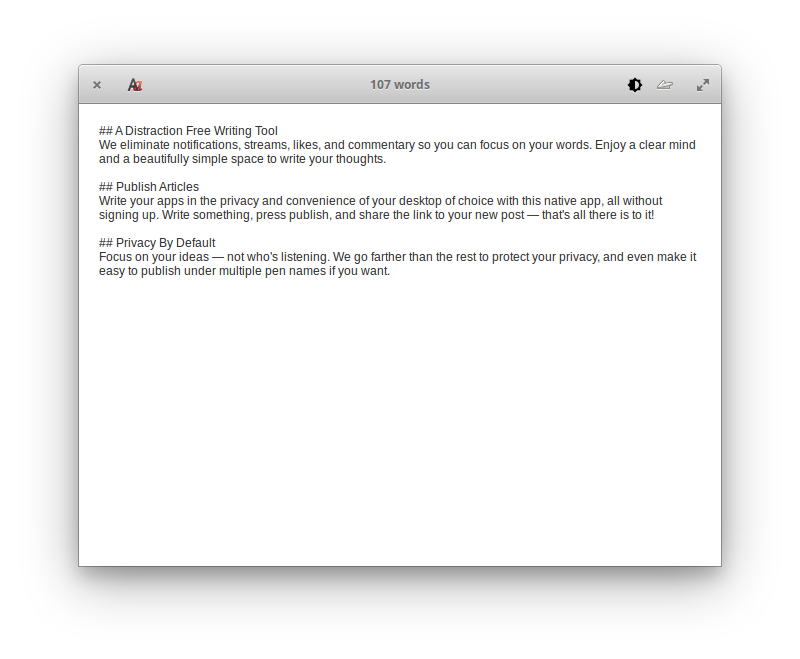 107 words
## A Distraction Free Writing Tool
We eliminate notifications, streams, likes, and commentary so you can focus on your words. Enjoy a clear mind
and a beautifully simple space to write your thoughts.
## Publish Articles
Write your apps in the privacy and convenience of your desktop of choice with this native app, all without
signing up. Write something, press publish, and share the link to your new post — that's all there is to it!
## Privacy By Default
Focus on your ideas — not who's listening. We go farther than the rest to protect your privacy, and even make it
easy to publish under multiple pen names if you want.